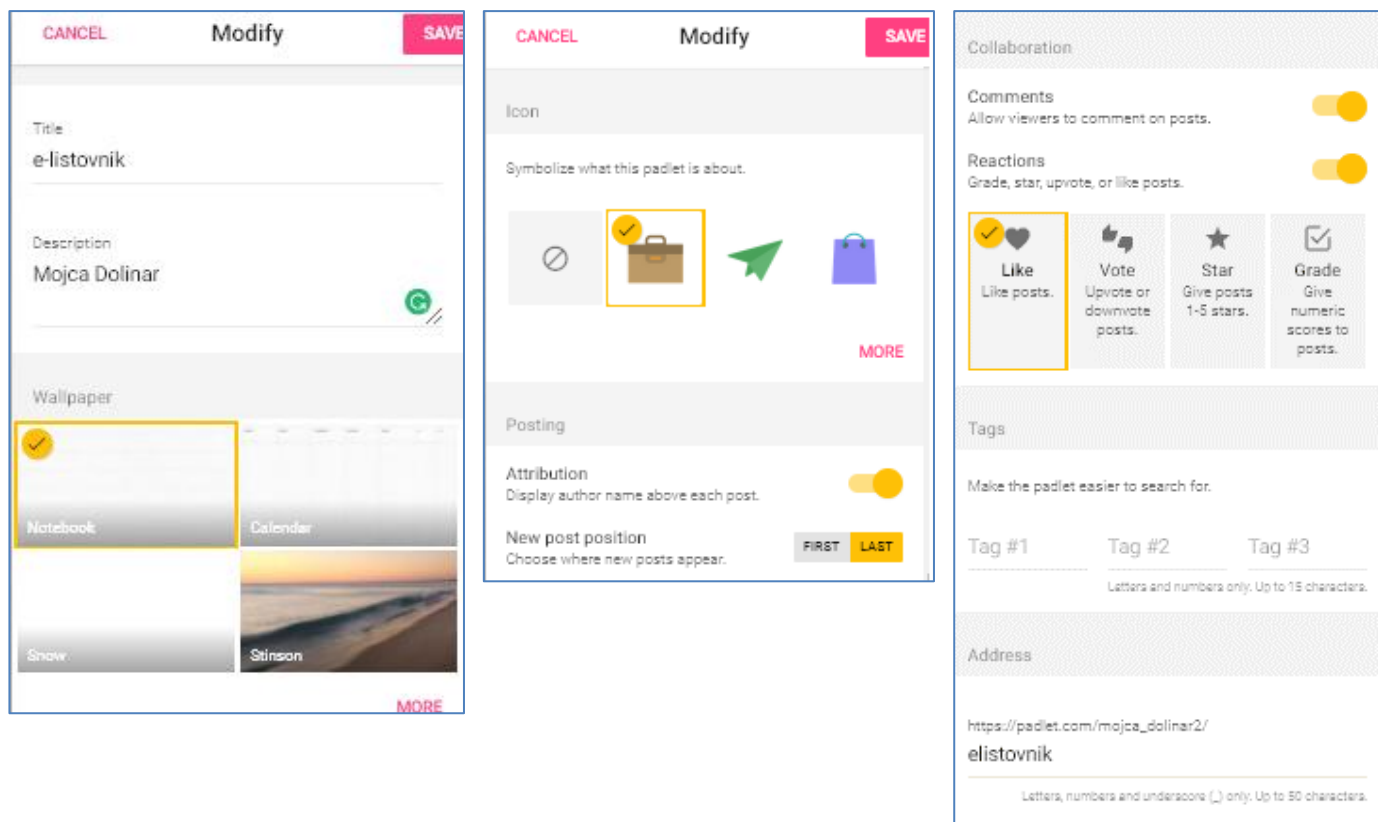 CANCEL Modify SAVE
Title
e-listovnik
Description
Mojca Dolinar
Wallpaper
Notebook Calendar
Snow Stinson
MORE
CANCEL Modify SAVE
Icon
Symbolize what this padlet is about.
MORE
Posting
Attribution
Display author name above each post.
New post position
Choose where new posts appear.
FIRST LAST
Collaboration
Comments
Allow viewers to comment on posts.
Reactions
Grade, star, upvote, or like posts.
Like Vote Star Grade
Like posts. Upvote or Give posts Give
downvote 1-5 stars. numeric
posts. scores to
posts.
Tags
Make the padlet easier to search for.
Tag #1 Tag #2 Tag #3
Letters and numbers only. Up to 15 characters.
Address
https://padlet.com/mojca_dolinar2/
elistovnik
Letters, numbers and underscore (_) only. Up to 50 characters.